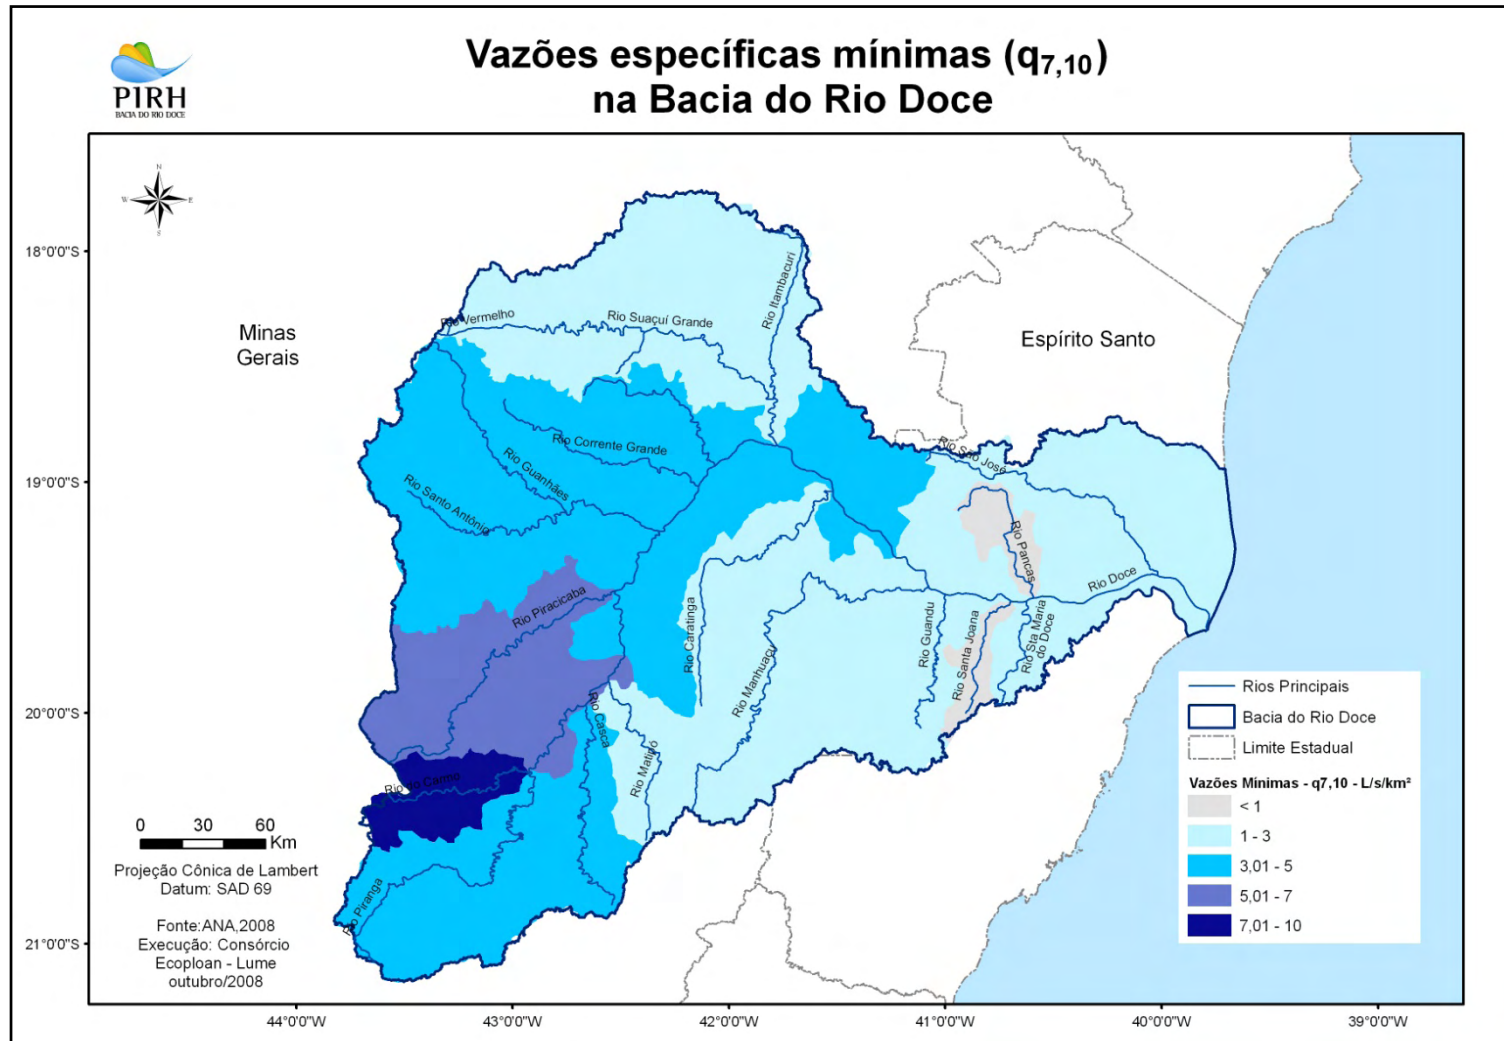 Vazões específicas mínimas (q7,10)
na Bacia do Rio Doce
PIRH
BACIA DO RIO DOCE
N
W
E
S
18°0'0"S
19°0'0"S
20°0'0"S
21°0'0"S
Minas
Gerais
Espírito Santo
Rio Vermelho
Rio Suaçuí Grande
Rio Itambacuri
Rio Corrente Grande
Rio Guanhães
Rio Santo Antônio
Rio São José
Rio Pancas
Rio Doce
Rio Piracicaba
Rio Caratinga
Rio Manhuaçu
Rio Guandu
Rio Santa Joana
Rio Sta Maria
do Doce
Rio Casca
Rio Matipó
Rio do Carmo
Rio Piranga
0 30 60
Km
Projeção Cônica de Lambert
Datum: SAD 69
Fonte:ANA,2008
Execução: Consórcio
Ecoploan - Lume
outubro/2008
Rios Principais
Bacia do Rio Doce
Limite Estadual
Vazões Mínimas - q7,10 - L/s/km²
< 1
1 - 3
3,01 - 5
5,01 - 7
7,01 - 10
44°0'0"W
43°0'0"W
42°0'0"W
41°0'0"W
40°0'0"W
39°0'0"W